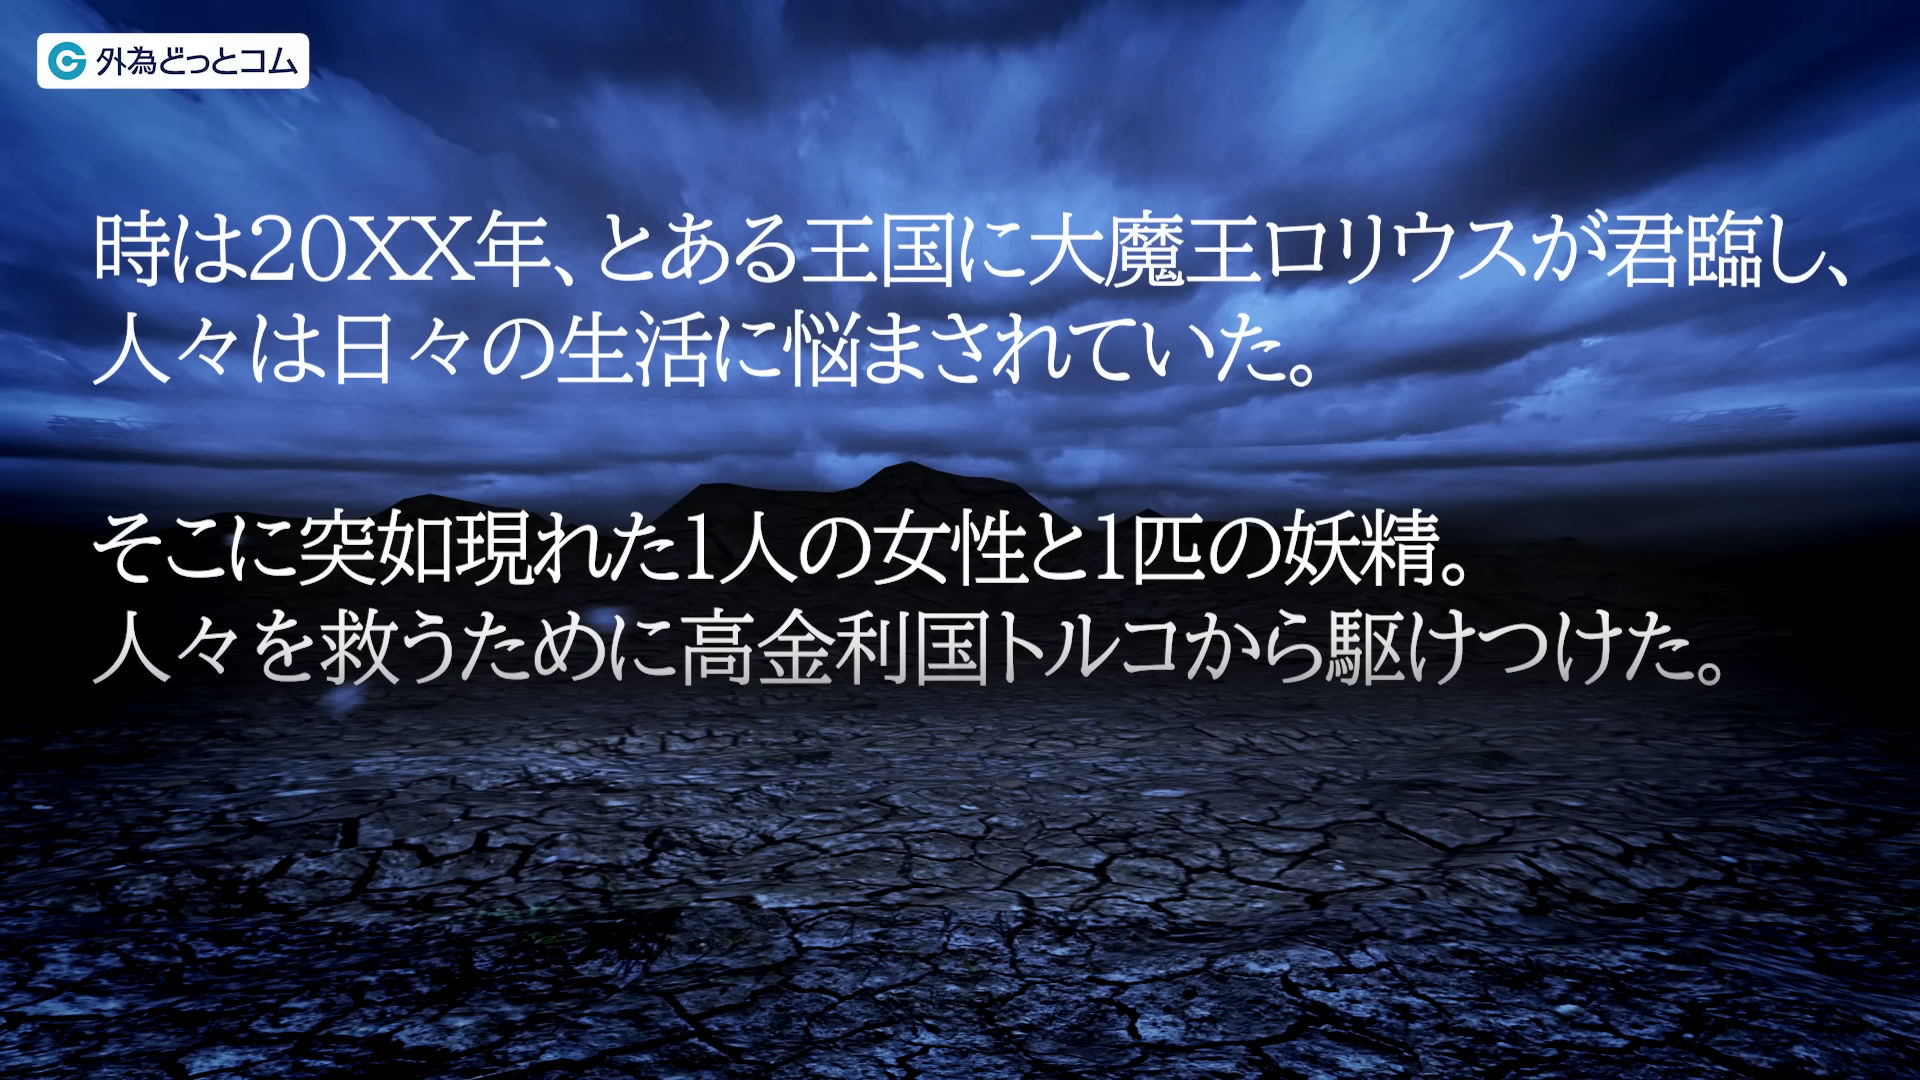 外為どっとコム
時は20XX年、とある王国に大魔王ロリウスが君臨し、
人々は日々の生活に悩まされていた。
そこに突如現れた1人の女性と1匹の妖精。
人々を救うために高金利国トルコから駆けつけた。